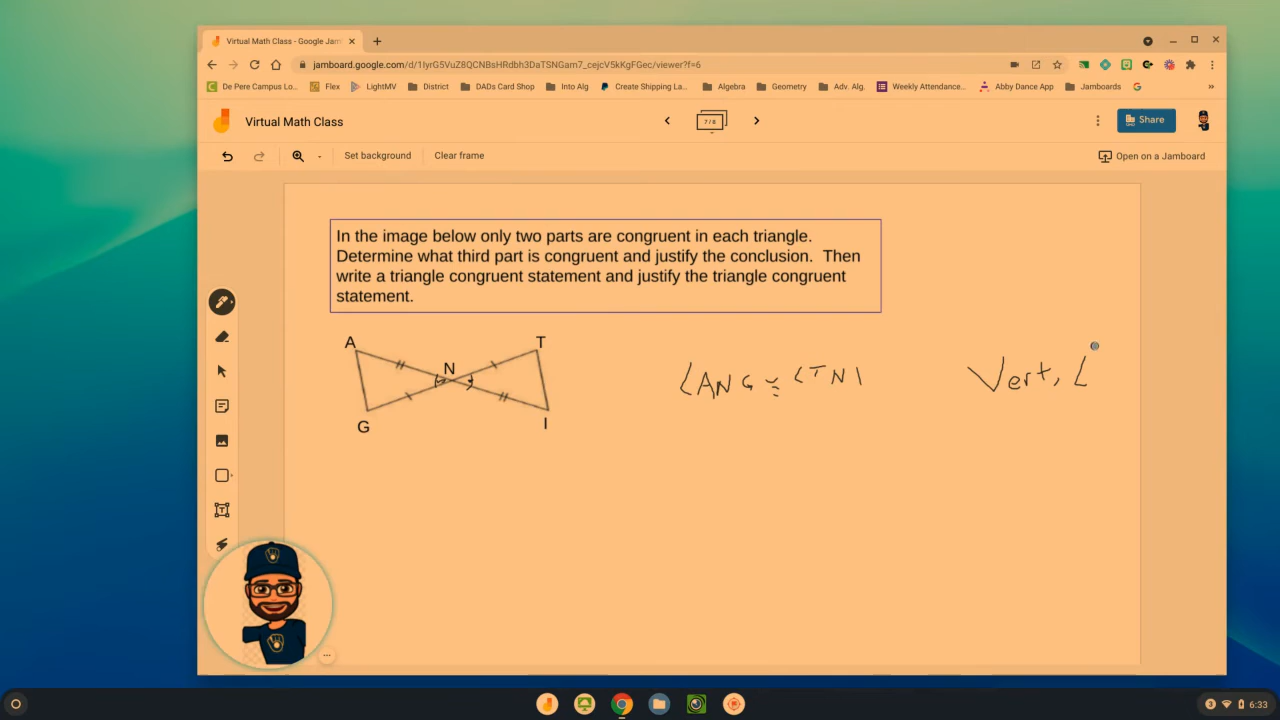 Virtual Math Class - Google Jam
jamboard.google.com/d/1IyrG5VuZ8QCNBsHRdbh3DaTSNGam7_cejcV5kKgFGec/viewer?f=6
De Pere Campus Lo... Flex LightMV District DADs Card Shop Into Alg Create Shipping La... Algebra Geometry Adv. Alg. Weekly Attendance... Abby Dance App Jamboards »
Virtual Math Class
7 / 8
Share
Set background Clear frame Open on a Jamboard
In the image below only two parts are congruent in each triangle.
Determine what third part is congruent and justify the conclusion. Then
write a triangle congruent statement and justify the triangle congruent
statement.
A T
N
G I
∠ANG ≅ ∠TNI Vert, ∠
3 6:33